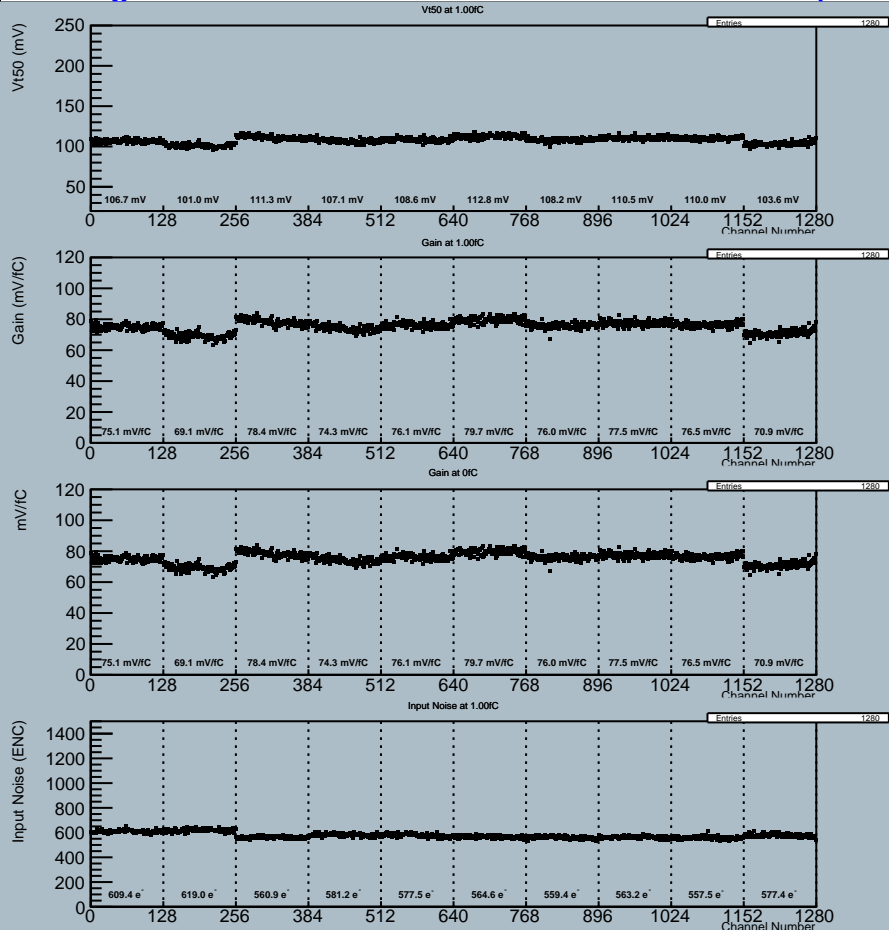 Vt50 at 1.00fC
Entries 1280
Vt50 (mV)
250
200
150
100
50
106.7 mV 101.0 mV 111.3 mV 107.1 mV 108.6 mV 112.8 mV 108.2 mV 110.5 mV 110.0 mV 103.6 mV
0 128 256 384 512 640 768 896 1024 1152 1280
Channel Number
Gain at 1.00fC
Entries 1280
Gain (mV/fC)
120
100
80
60
40
20
0
75.1 mV/fC 69.1 mV/fC 78.4 mV/fC 74.3 mV/fC 76.1 mV/fC 79.7 mV/fC 76.0 mV/fC 77.5 mV/fC 76.5 mV/fC 70.9 mV/fC
0 128 256 384 512 640 768 896 1024 1152 1280
Channel Number
Gain at 0fC
Entries 1280
mV/fC
120
100
80
60
40
20
0
75.1 mV/fC 69.1 mV/fC 78.4 mV/fC 74.3 mV/fC 76.1 mV/fC 79.7 mV/fC 76.0 mV/fC 77.5 mV/fC 76.5 mV/fC 70.9 mV/fC
0 128 256 384 512 640 768 896 1024 1152 1280
Channel Number
Input Noise at 1.00fC
Entries 1280
Input Noise (ENC)
1400
1200
1000
800
600
400
200
0
609.4 e⁻ 619.0 e⁻ 560.9 e⁻ 581.2 e⁻ 577.5 e⁻ 564.6 e⁻ 559.4 e⁻ 563.2 e⁻ 557.5 e⁻ 577.4 e⁻
0 128 256 384 512 640 768 896 1024 1152 1280
Channel Number